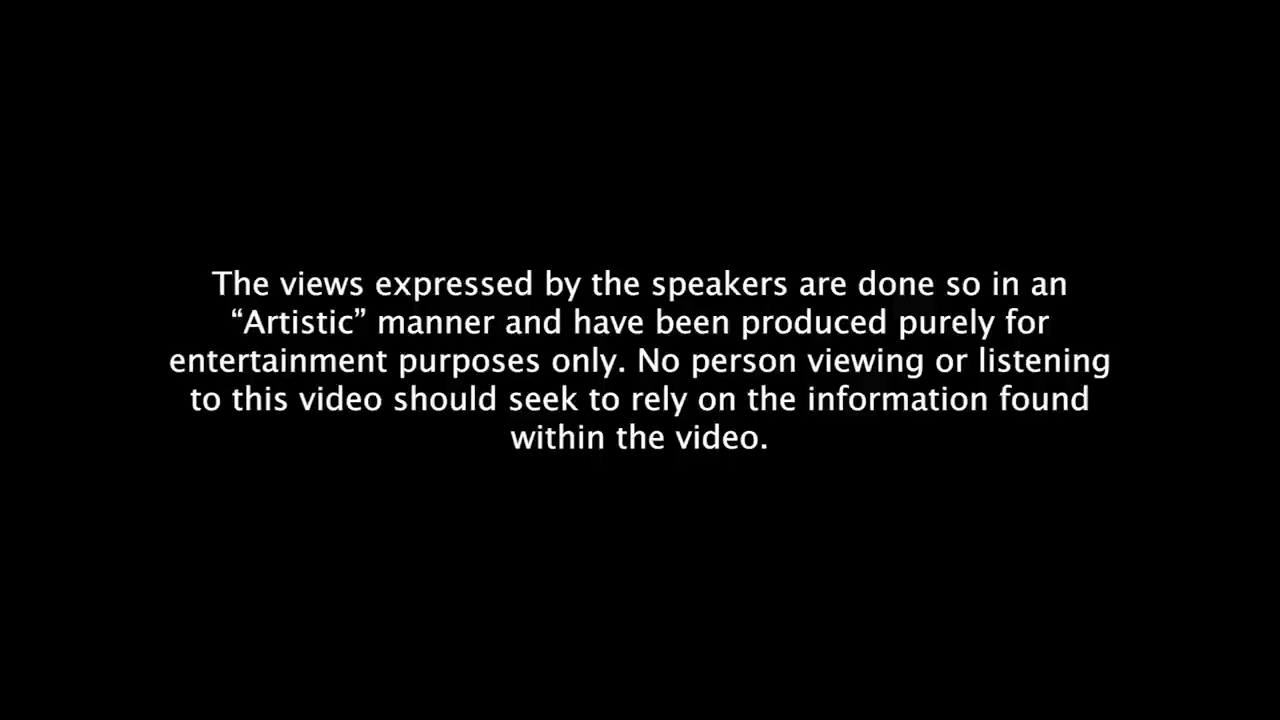 The views expressed by the speakers are done so in an
“Artistic” manner and have been produced purely for
entertainment purposes only. No person viewing or listening
to this video should seek to rely on the information found
within the video.